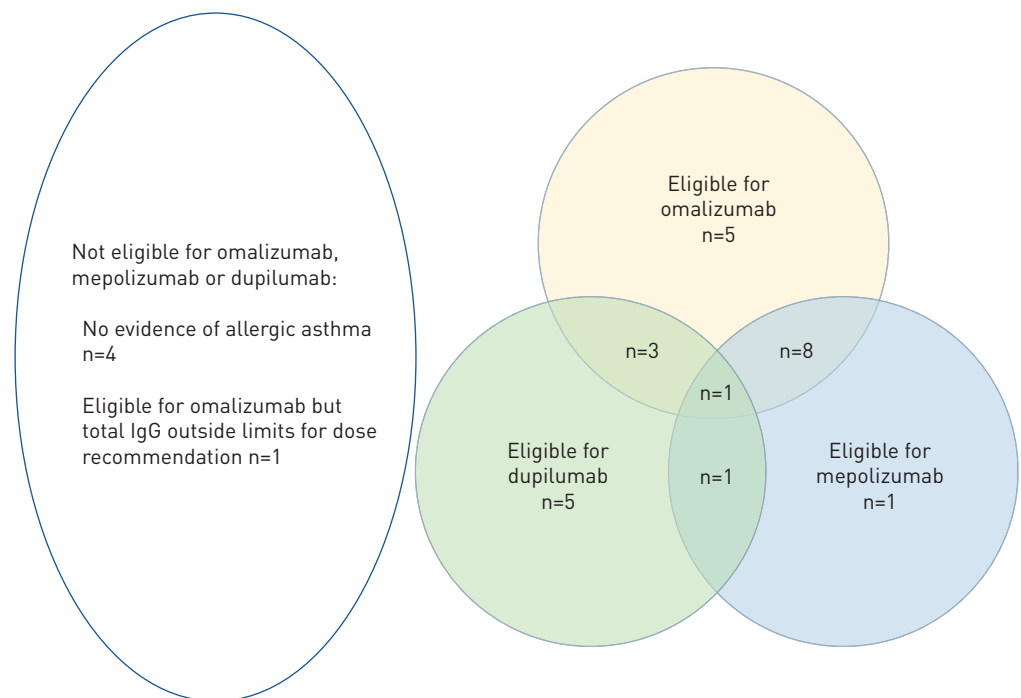 Not eligible for omalizumab,
mepolizumab or dupilumab:
No evidence of allergic asthma
n=4
Eligible for omalizumab but
total IgG outside limits for dose
recommendation n=1
Eligible for
omalizumab
n=5
n=3
n=8
n=1
Eligible for
dupilumab
n=5
n=1
Eligible for
mepolizumab
n=1